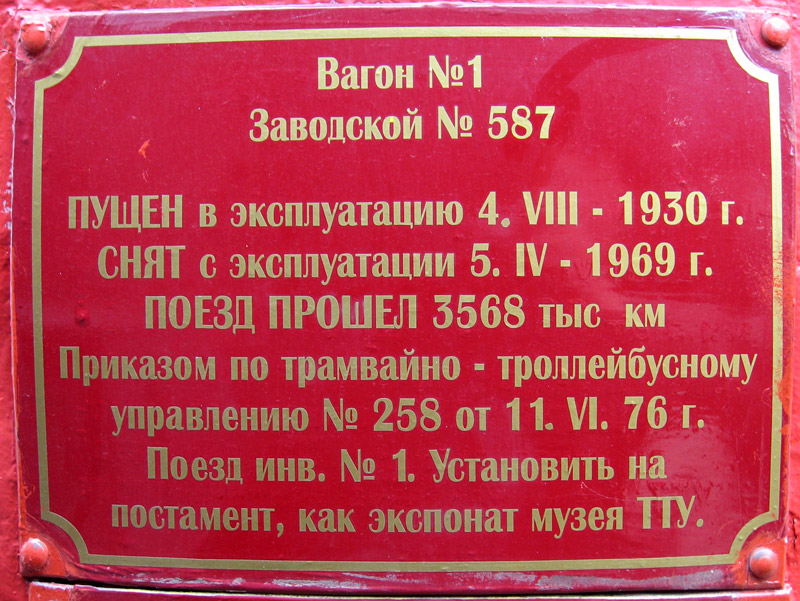 Вагон №1
Заводской № 587
ПУЩЕН в эксплуатацию 4. VIII - 1930 г.
СНЯТ с эксплуатации 5. IV - 1969 г.
ПОЕЗД ПРОШЕЛ 3568 тыс км
Приказом по трамвайно - троллейбусному
управлению № 258 от 11. VI. 76 г.
Поезд инв. № 1. Установить на
постамент, как экспонат музея ТТУ.